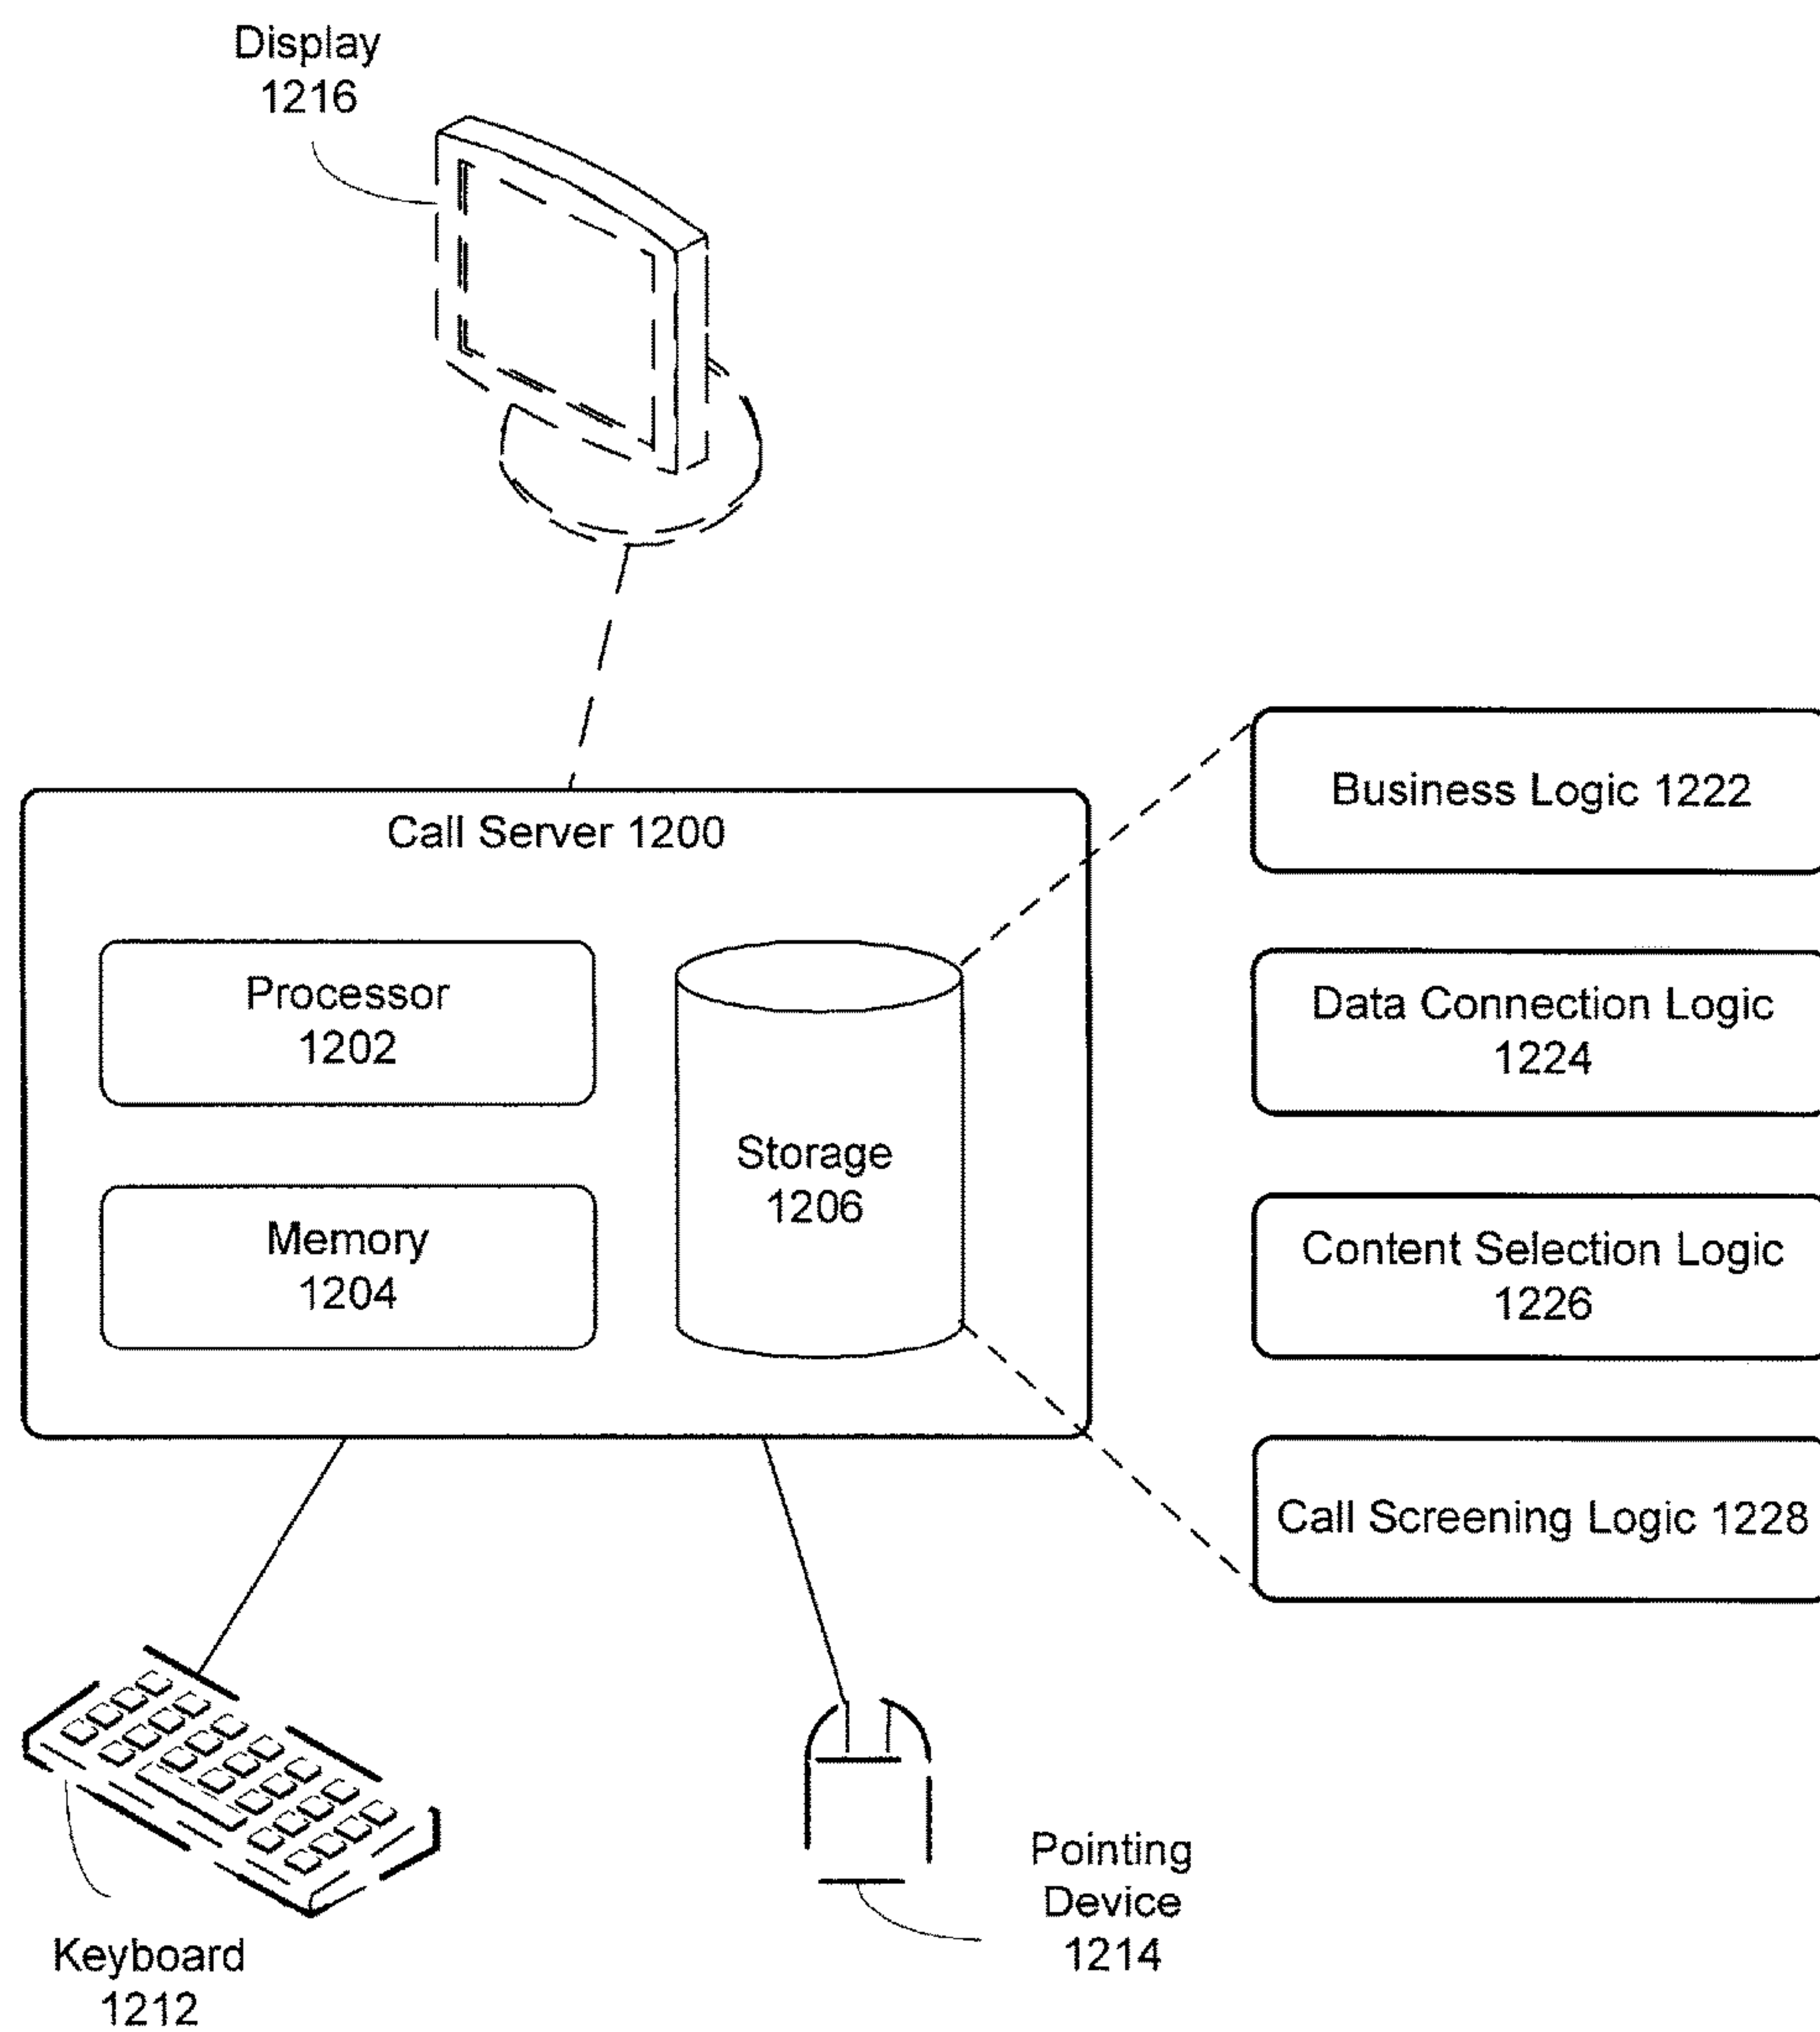 Display
1216
Call Server 1200
Processor
1202
Memory
1204
Storage
1206
Business Logic 1222
Data Connection Logic
1224
Content Selection Logic
1226
Call Screening Logic 1228
Keyboard
1212
Pointing
Device
1214